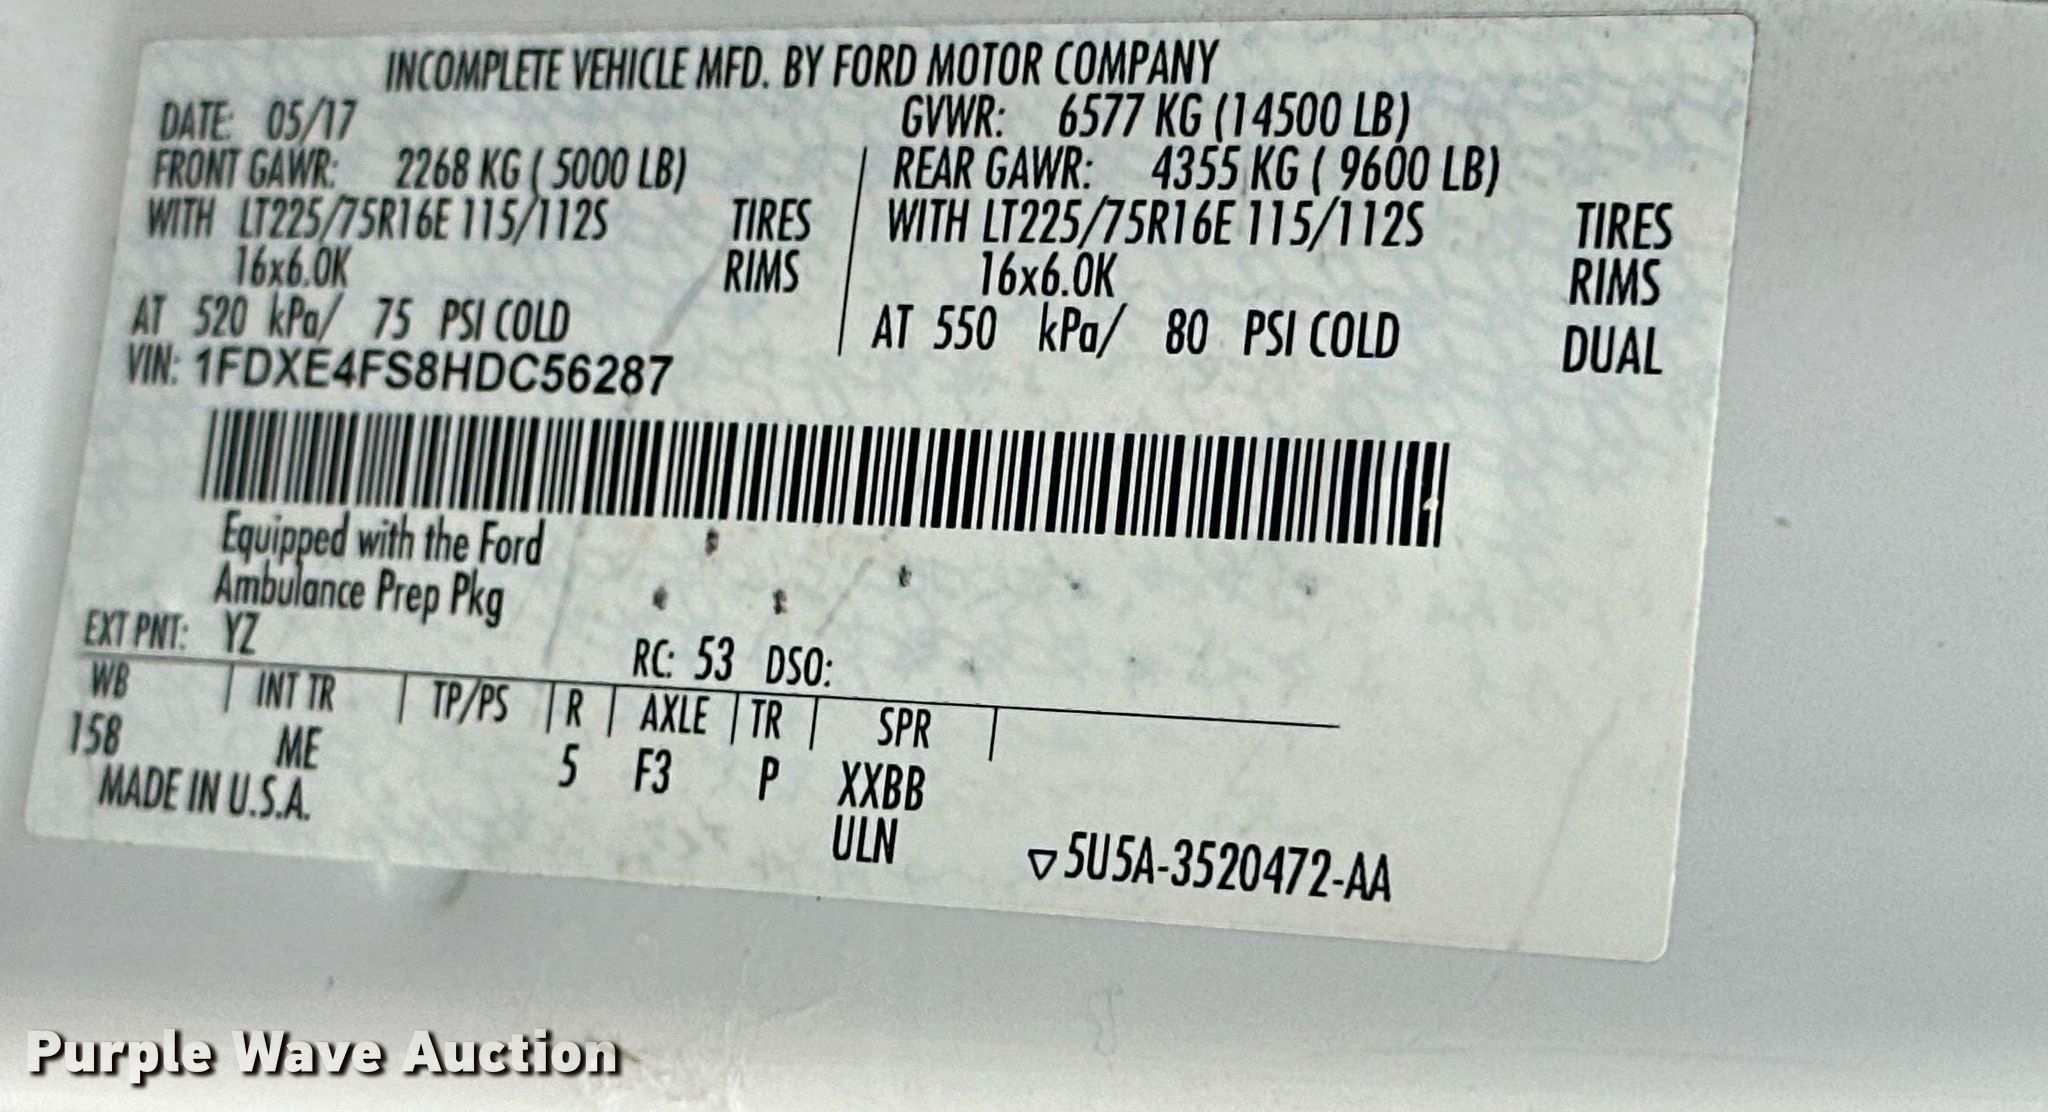 INCOMPLETE VEHICLE MFD. BY FORD MOTOR COMPANY
DATE: 05/17 GVWR: 6577 KG (14500 LB)
FRONT GAWR: 2268 KG ( 5000 LB) REAR GAWR: 4355 KG ( 9600 LB)
WITH LT225/75R16E 115/112S TIRES WITH LT225/75R16E 115/112S TIRES
16x6.0K RIMS 16x6.0K RIMS
AT 520 kPa/ 75 PSI COLD AT 550 kPa/ 80 PSI COLD DUAL
VIN: 1FDXE4FS8HDC56287
Equipped with the Ford
Ambulance Prep Pkg
EXT PNT: YZ RC: 53 DSO:
WB INT TR TP/PS R AXLE TR SPR
158 ME 5 F3 P XXBB
MADE IN U.S.A. ULN
5U5A-3520472-AA
Purple Wave Auction